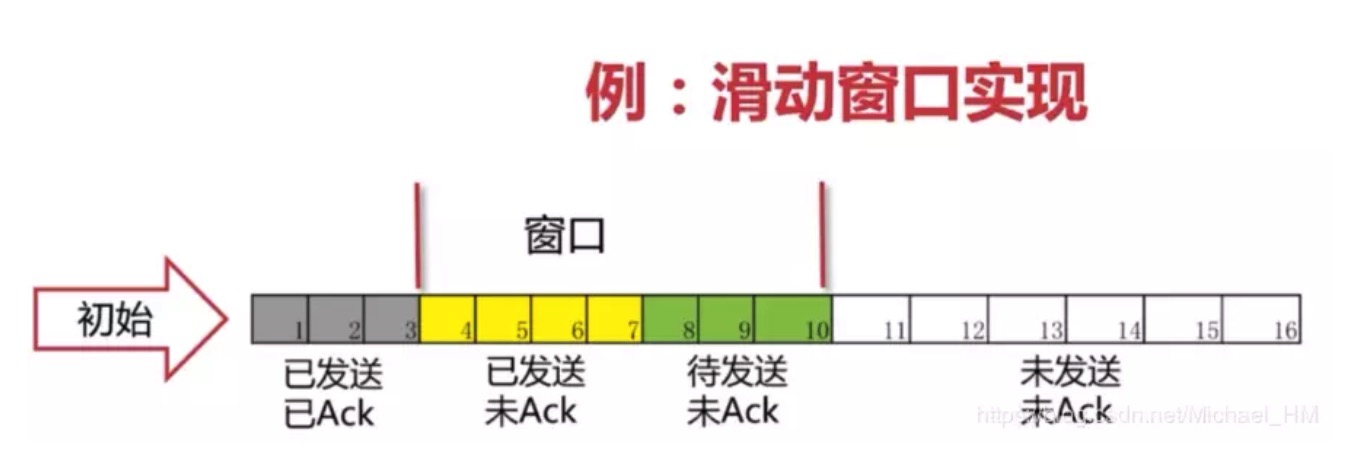 例：滑动窗口实现
窗口
初始
1 2 3 4 5 6 7 8 9 10 11 12 13 14 15 16
已发送 已发送 待发送 未发送
已Ack 未Ack 未Ack 未Ack
https://blog.csdn.net/Michael_HM